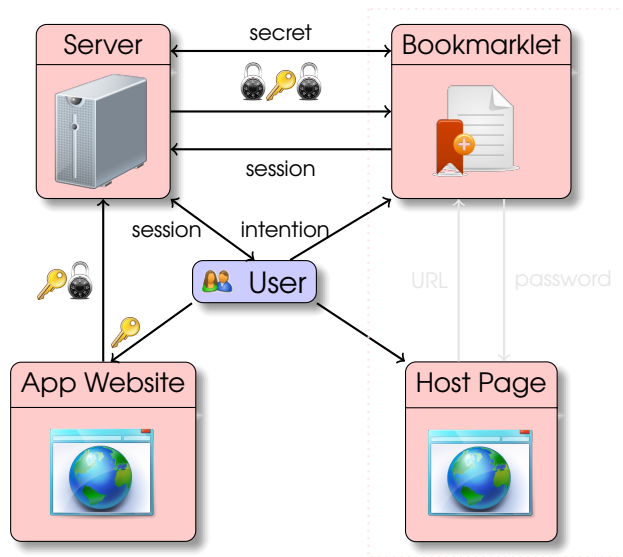 Server
secret
Bookmarklet
session
session
intention
User
URL
password
App Website
Host Page